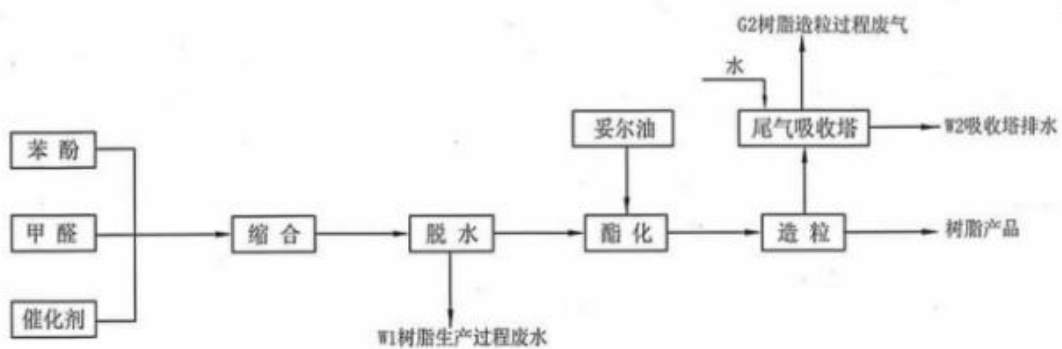 G2树脂造粒过程废气
水
妥尔油
尾气吸收塔
W2吸收塔排水
苯酚
甲醛
缩合
脱水
酯化
造粒
树脂产品
催化剂
W1树脂生产过程废水